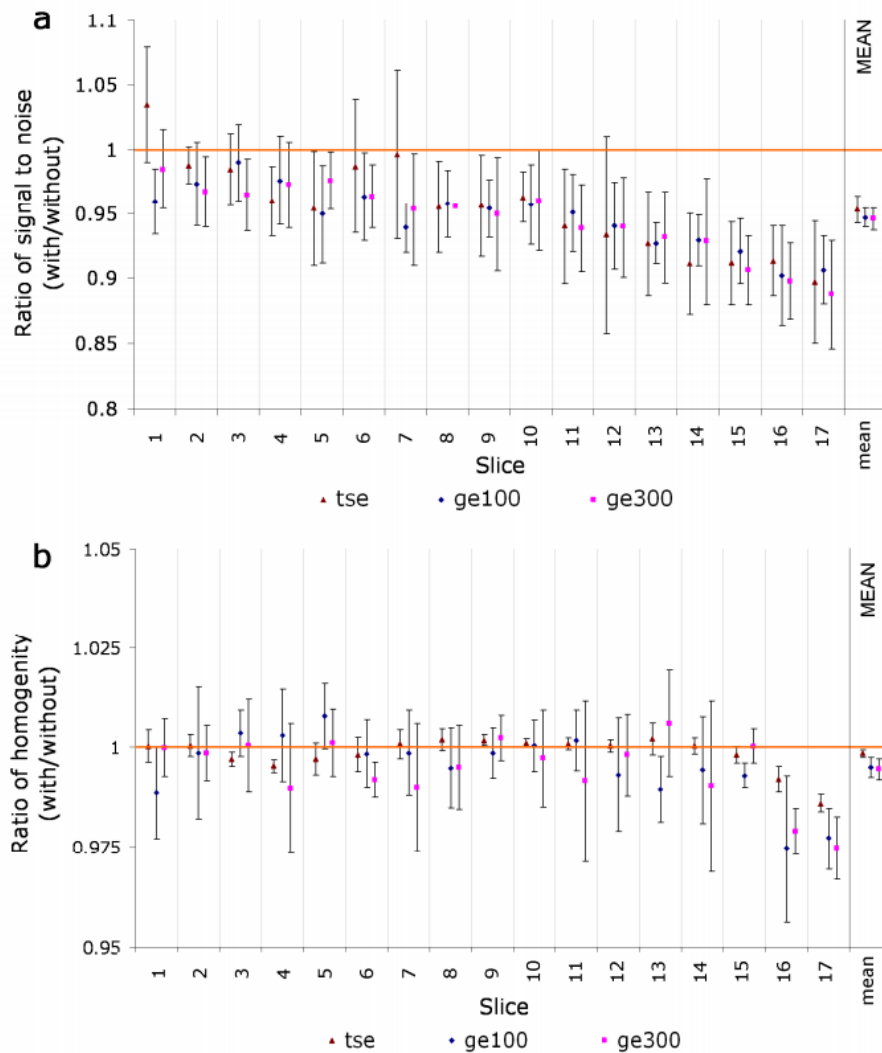 a
1.1
1.05
1
0.95
0.9
0.85
0.8
Ratio of signal to noise
(with/without)
MEAN
1 2 3 4 5 6 7 8 9 10 11 12 13 14 15 16 17 mean
Slice
tse ge100 ge300
b
1.05
1.025
1
0.975
0.95
Ratio of homogenity
(with/without)
MEAN
1 2 3 4 5 6 7 8 9 10 11 12 13 14 15 16 17 mean
Slice
tse ge100 ge300